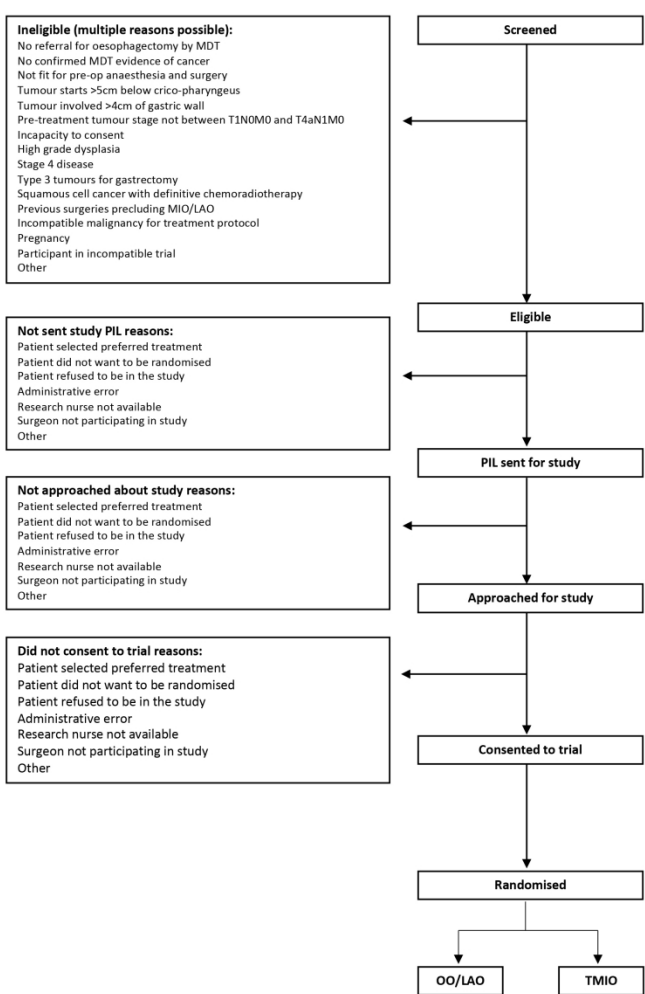 Screened
Ineligible (multiple reasons possible):
No referral for oesophagectomy by MDT
No confirmed MDT evidence of cancer
Not fit for pre-op anaesthesia and surgery
Tumour starts >5cm below crico-pharyngeus
Tumour involved >4cm of gastric wall
Pre-treatment tumour stage not between T1N0M0 and T4aN1M0
Incapacity to consent
High grade dysplasia
Stage 4 disease
Type 3 tumours for gastrectomy
Squamous cell cancer with definitive chemoradiotherapy
Previous surgeries precluding MIO/LAO
Incompatible malignancy for treatment protocol
Pregnancy
Participant in incompatible trial
Other
Eligible
Not sent study PIL reasons:
Patient selected preferred treatment
Patient did not want to be randomised
Patient refused to be in the study
Administrative error
Research nurse not available
Surgeon not participating in study
Other
PIL sent for study
Not approached about study reasons:
Patient selected preferred treatment
Patient did not want to be randomised
Patient refused to be in the study
Administrative error
Research nurse not available
Surgeon not participating in study
Other
Approached for study
Did not consent to trial reasons:
Patient selected preferred treatment
Patient did not want to be randomised
Patient refused to be in the study
Administrative error
Research nurse not available
Surgeon not participating in study
Other
Consented to trial
Randomised
OO/LAO
TMIO